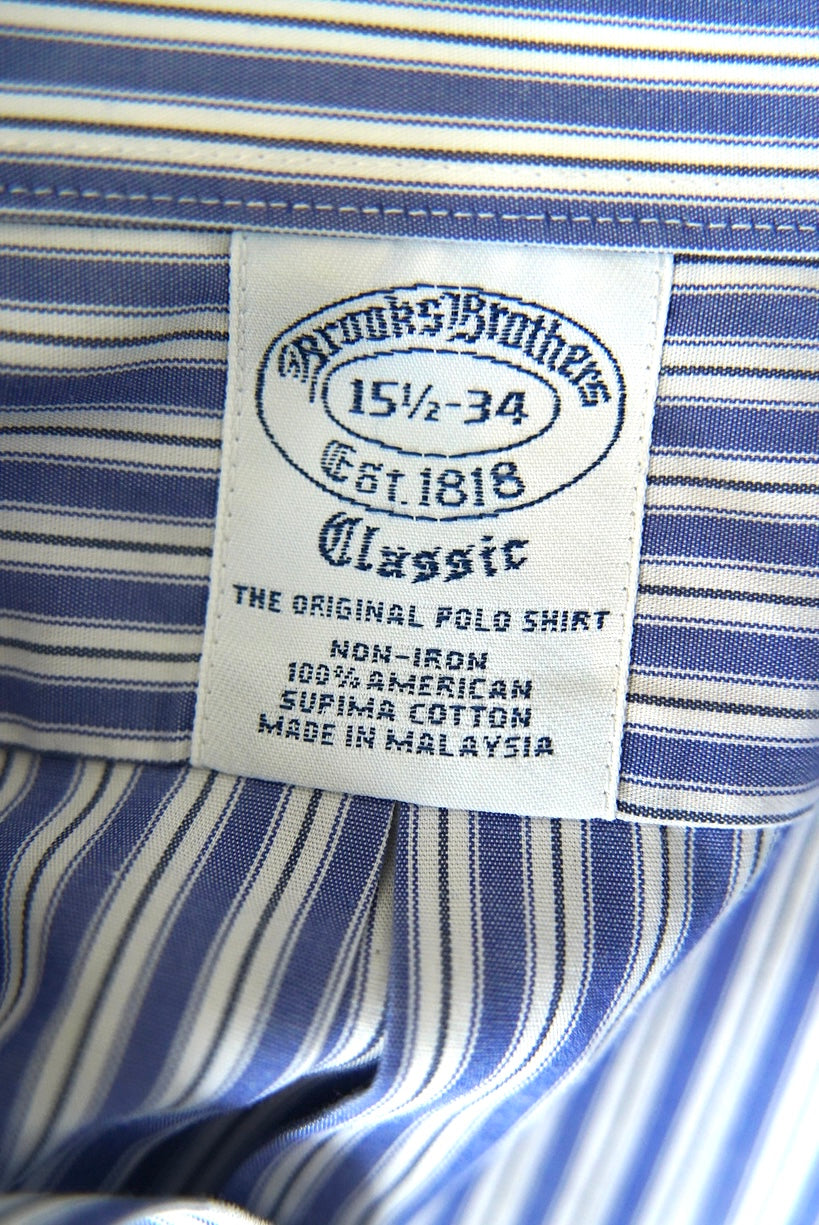 Brooks Brothers
15½-34
Est. 1818
Classic
THE ORIGINAL POLO SHIRT
NON-IRON
100% AMERICAN
SUPIMA COTTON
MADE IN MALAYSIA